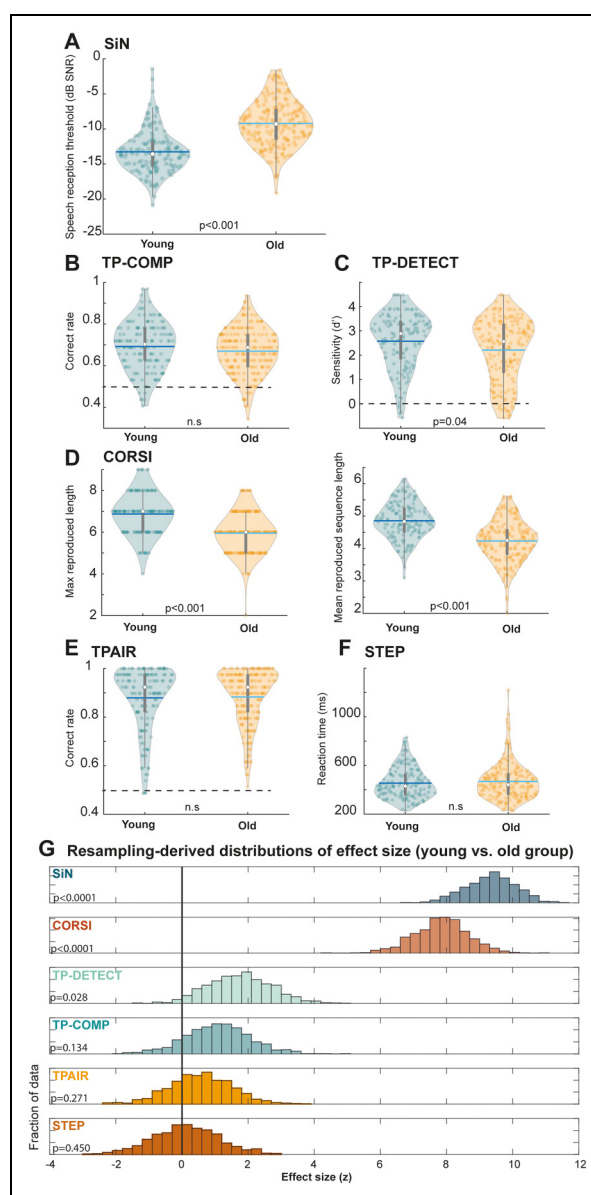 A SiN
Speech reception threshold (dB SNR)
0
-5
-10
-15
-20
-25
Young
p<0.001
Old
B TP-COMP
Correct rate
1
0.8
0.6
0.4
Young
n.s
Old
C TP-DETECT
Sensitivity (d')
5
4
3
2
1
0
Young
p=0.04
Old
D CORSI
Max reproduced length
8
6
4
2
Young
p<0.001
Old
Mean reproduced sequence length
7
6
5
4
3
2
2
Young
p<0.001
Old
E TPAIR
Correct rate
1
0.8
0.6
0.4
Young
n.s
Old
F STEP
Reaction time (ms)
1000
600
200
Young
n.s
Old
G Resampling-derived distributions of effect size (young vs. old group)
Fraction of data
SiN
p<0.0001
CORSI
p<0.0001
TP-DETECT
p=0.028
TP-COMP
p=0.134
TPAIR
p=0.271
STEP
p=0.450
-4 -2 0 2 4 6 8 10 12
Effect size (z)